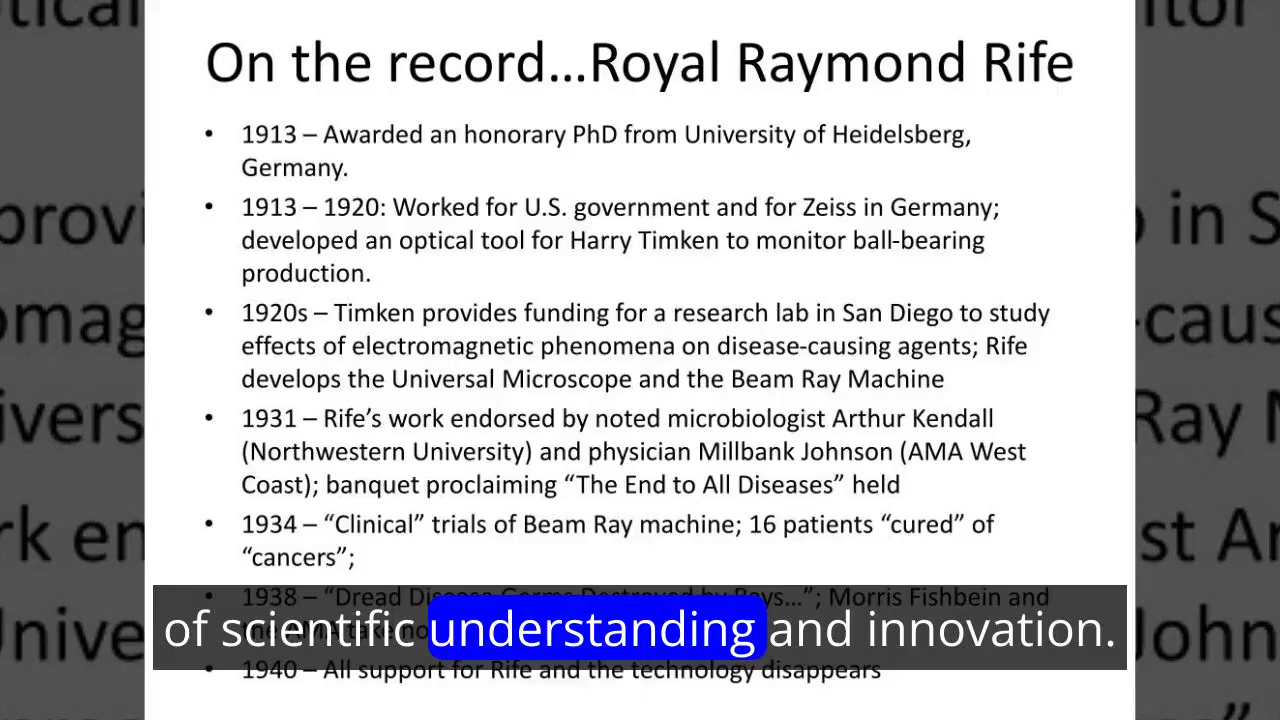 On the record...Royal Raymond Rife
• 1913 – Awarded an honorary PhD from University of Heidelsberg,
Germany.
• 1913 – 1920: Worked for U.S. government and for Zeiss in Germany;
developed an optical tool for Harry Timken to monitor ball-bearing
production.
• 1920s – Timken provides funding for a research lab in San Diego to study
effects of electromagnetic phenomena on disease-causing agents; Rife
develops the Universal Microscope and the Beam Ray Machine
• 1931 – Rife’s work endorsed by noted microbiologist Arthur Kendall
(Northwestern University) and physician Millbank Johnson (AMA West
Coast); banquet proclaiming “The End to All Diseases” held
• 1934 – “Clinical” trials of Beam Ray machine; 16 patients “cured” of
“cancers”;
• 1938 – “Dread Disease Germs Destroyed by Rays...”; Morris Fishbein and
of scientific understanding and innovation.
• 1940 – All support for Rife and the technology disappears